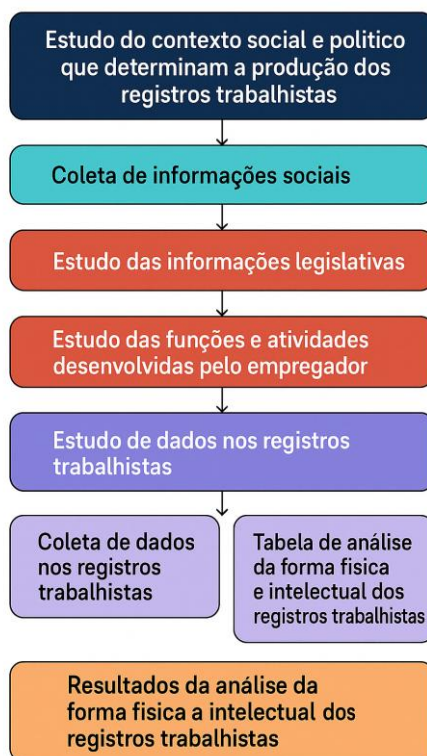 Estudo do contexto social e politico
que determinam a produção dos
registros trabalhistas
Coleta de informações sociais
Estudo das informações legislativas
Estudo das funções e atividades
desenvolvidas pelo empregador
Estudo de dados nos registros
trabalhistas
Coleta de dados
nos registros
trabalhistas
Tabela de análise
da forma fisica
e intelectual dos
registros trabalhistas
Resultados da análise da
forma fisica a intelectual dos
registros trabalhistas